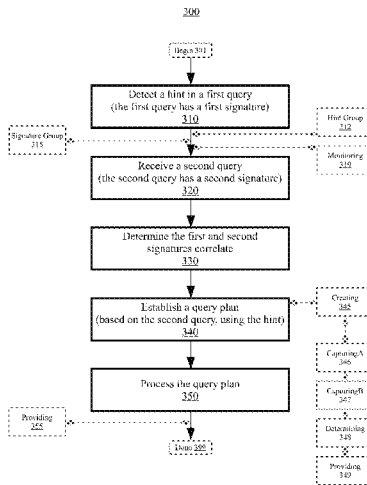 300
Begin 301
Detect a hint in a first query
(the first query has a first signature)
310
Hint Group
312
Signature Group
315
Monitoring
319
Receive a second query
(the second query has a second signature)
320
Determine the first and second
signatures correlate
330
Establish a query plan
(based on the second query, using the hint)
340
Creating
345
CapturingA
346
CapturingB
347
Process the query plan
350
Determining
348
Providing
355
Providing
349
Done 399